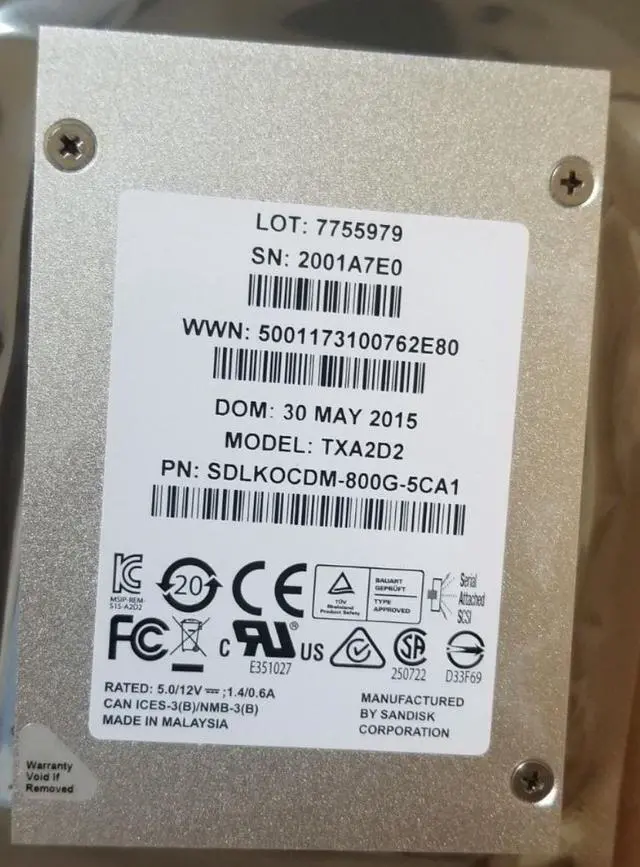 LOT: 7755979
SN: 2001A7E0
WWN: 5001173100762E80
DOM: 30 MAY 2015
MODEL: TXA2D2
PN: SDLKOCDM-800G-5CA1
KC
MSIP-REM-
S1S-A2D2
20
CE
TÜV
Rheinland
Product Safety
BAUART
GEPRÜFT
TYPE
APPROVED
Serial
Attached
SCSI
FC
C RU® US
E351027
SA
250722
D33F69
RATED: 5.0/12V ⎓ ;1.4/0.6A
CAN ICES-3(B)/NMB-3(B)
MADE IN MALAYSIA
MANUFACTURED
BY SANDISK
CORPORATION
Warranty
Void If
Removed